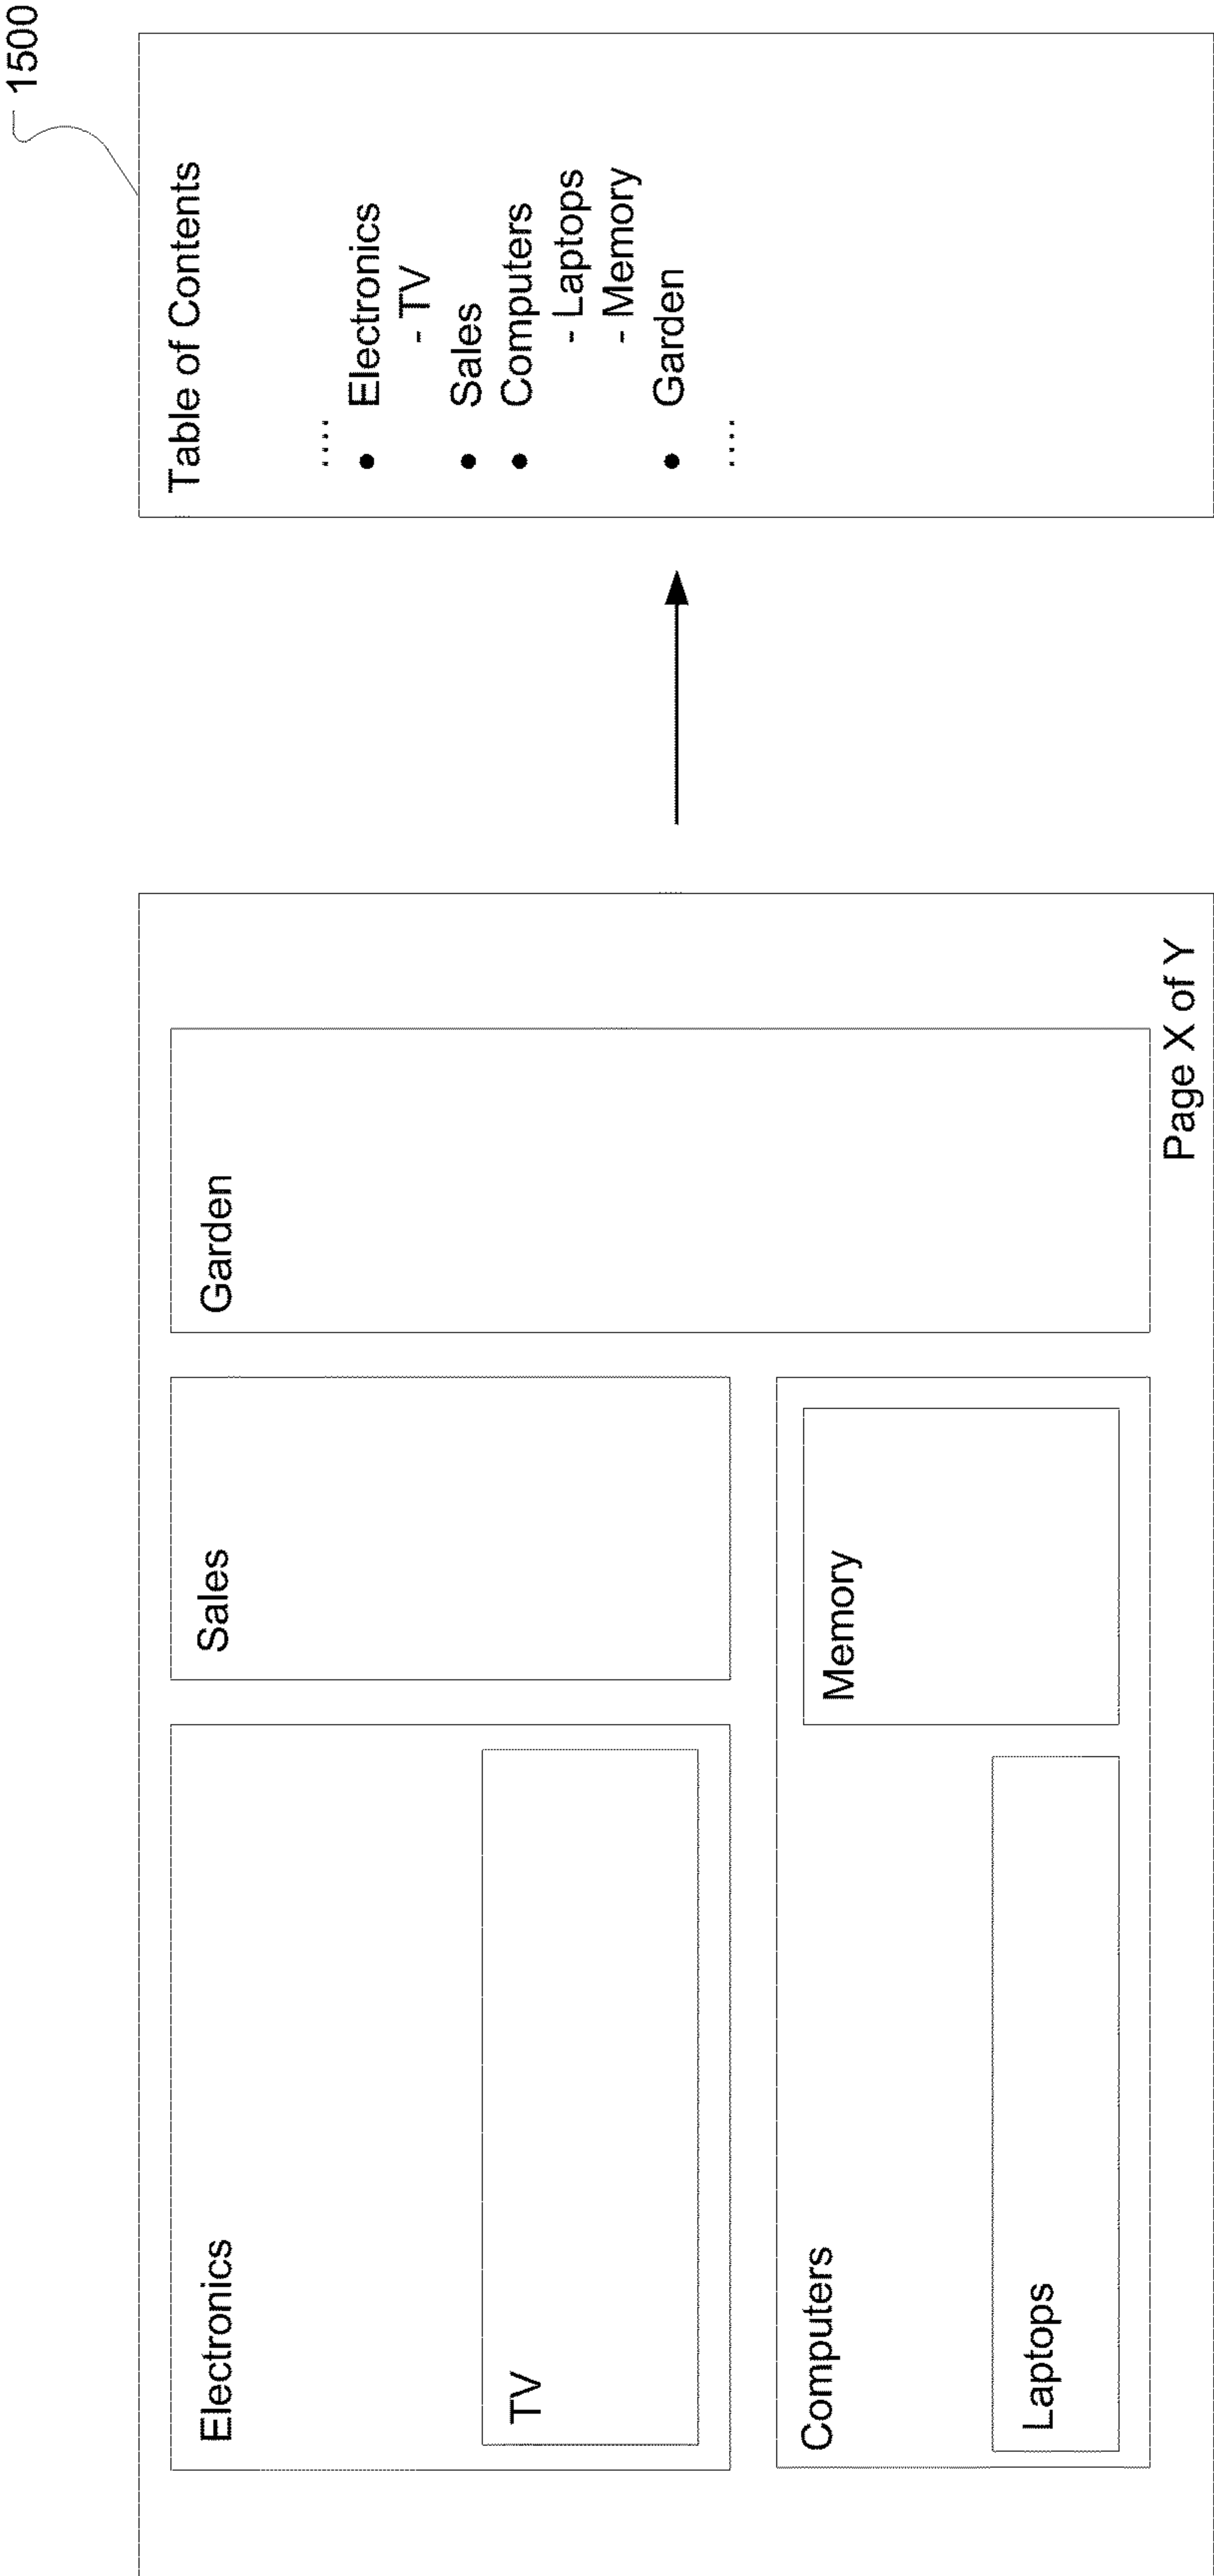 Electronics
TV
Sales
Computers
Laptops
Memory
Garden
Page X of Y
1500
Table of Contents
....
● Electronics
- TV
● Sales
● Computers
- Laptops
- Memory
● Garden
....